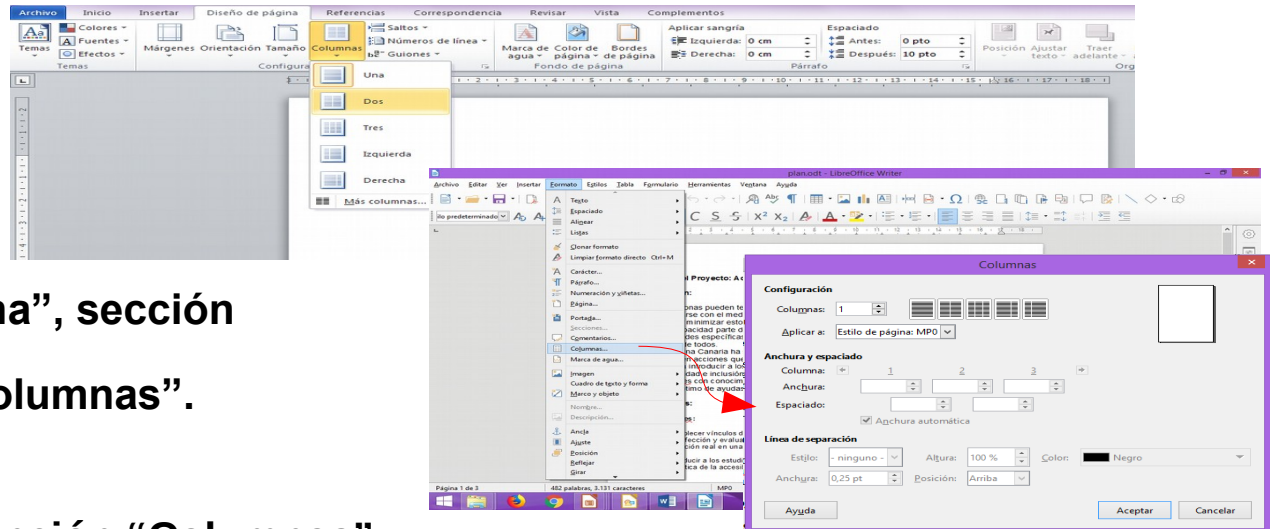 Archivo Inicio Insertar Diseño de página Referencias Correspondencia Revisar Vista Complementos
Colores Saltos Aplicar sangría Espaciado
Fuentes Números de línea Izquierda: 0 cm Antes: 0 pto
Temas Efectos Márgenes Orientación Tamaño Columnas Guiones Marca de agua Color de página Bordes de página Derecha: 0 cm Después: 10 pto Posición Ajustar texto Traer adelante
Temas Configura Fondo de página Párrafo Org
Una
Dos
Tres
Izquierda
Derecha
Más columnas...
na”, sección
olumnas”.
plan.odt - LibreOffice Writer
Archivo Editar Ver Insertar Formato Estilos Tabla Formulario Herramientas Ventana Ayuda
ilo predeterminado
Texto
Espaciado
Alinear
Listas
Clonar formato
Limpiar formato directo Ctrl+M
Carácter...
Párrafo...
Numeración y viñetas...
Página...
Portada...
Secciones...
Comentarios...
Columnas...
Marca de agua...
Imagen
Cuadro de texto y forma
Marco y objeto
Nombre...
Descripción...
Ancla
Ajuste
Posición
Reflejar
Girar
Página 1 de 3 482 palabras, 3.131 caracteres MP0
Columnas
Configuración
Columnas: 1
Aplicar a: Estilo de página: MP0
Anchura y espaciado
Columna: 1 2 3
Anchura:
Espaciado:
Anchura automática
Línea de separación
Estilo: - ninguno - Altura: 100 % Color: Negro
Anchura: 0,25 pt Posición: Arriba
Ayuda Aceptar Cancelar